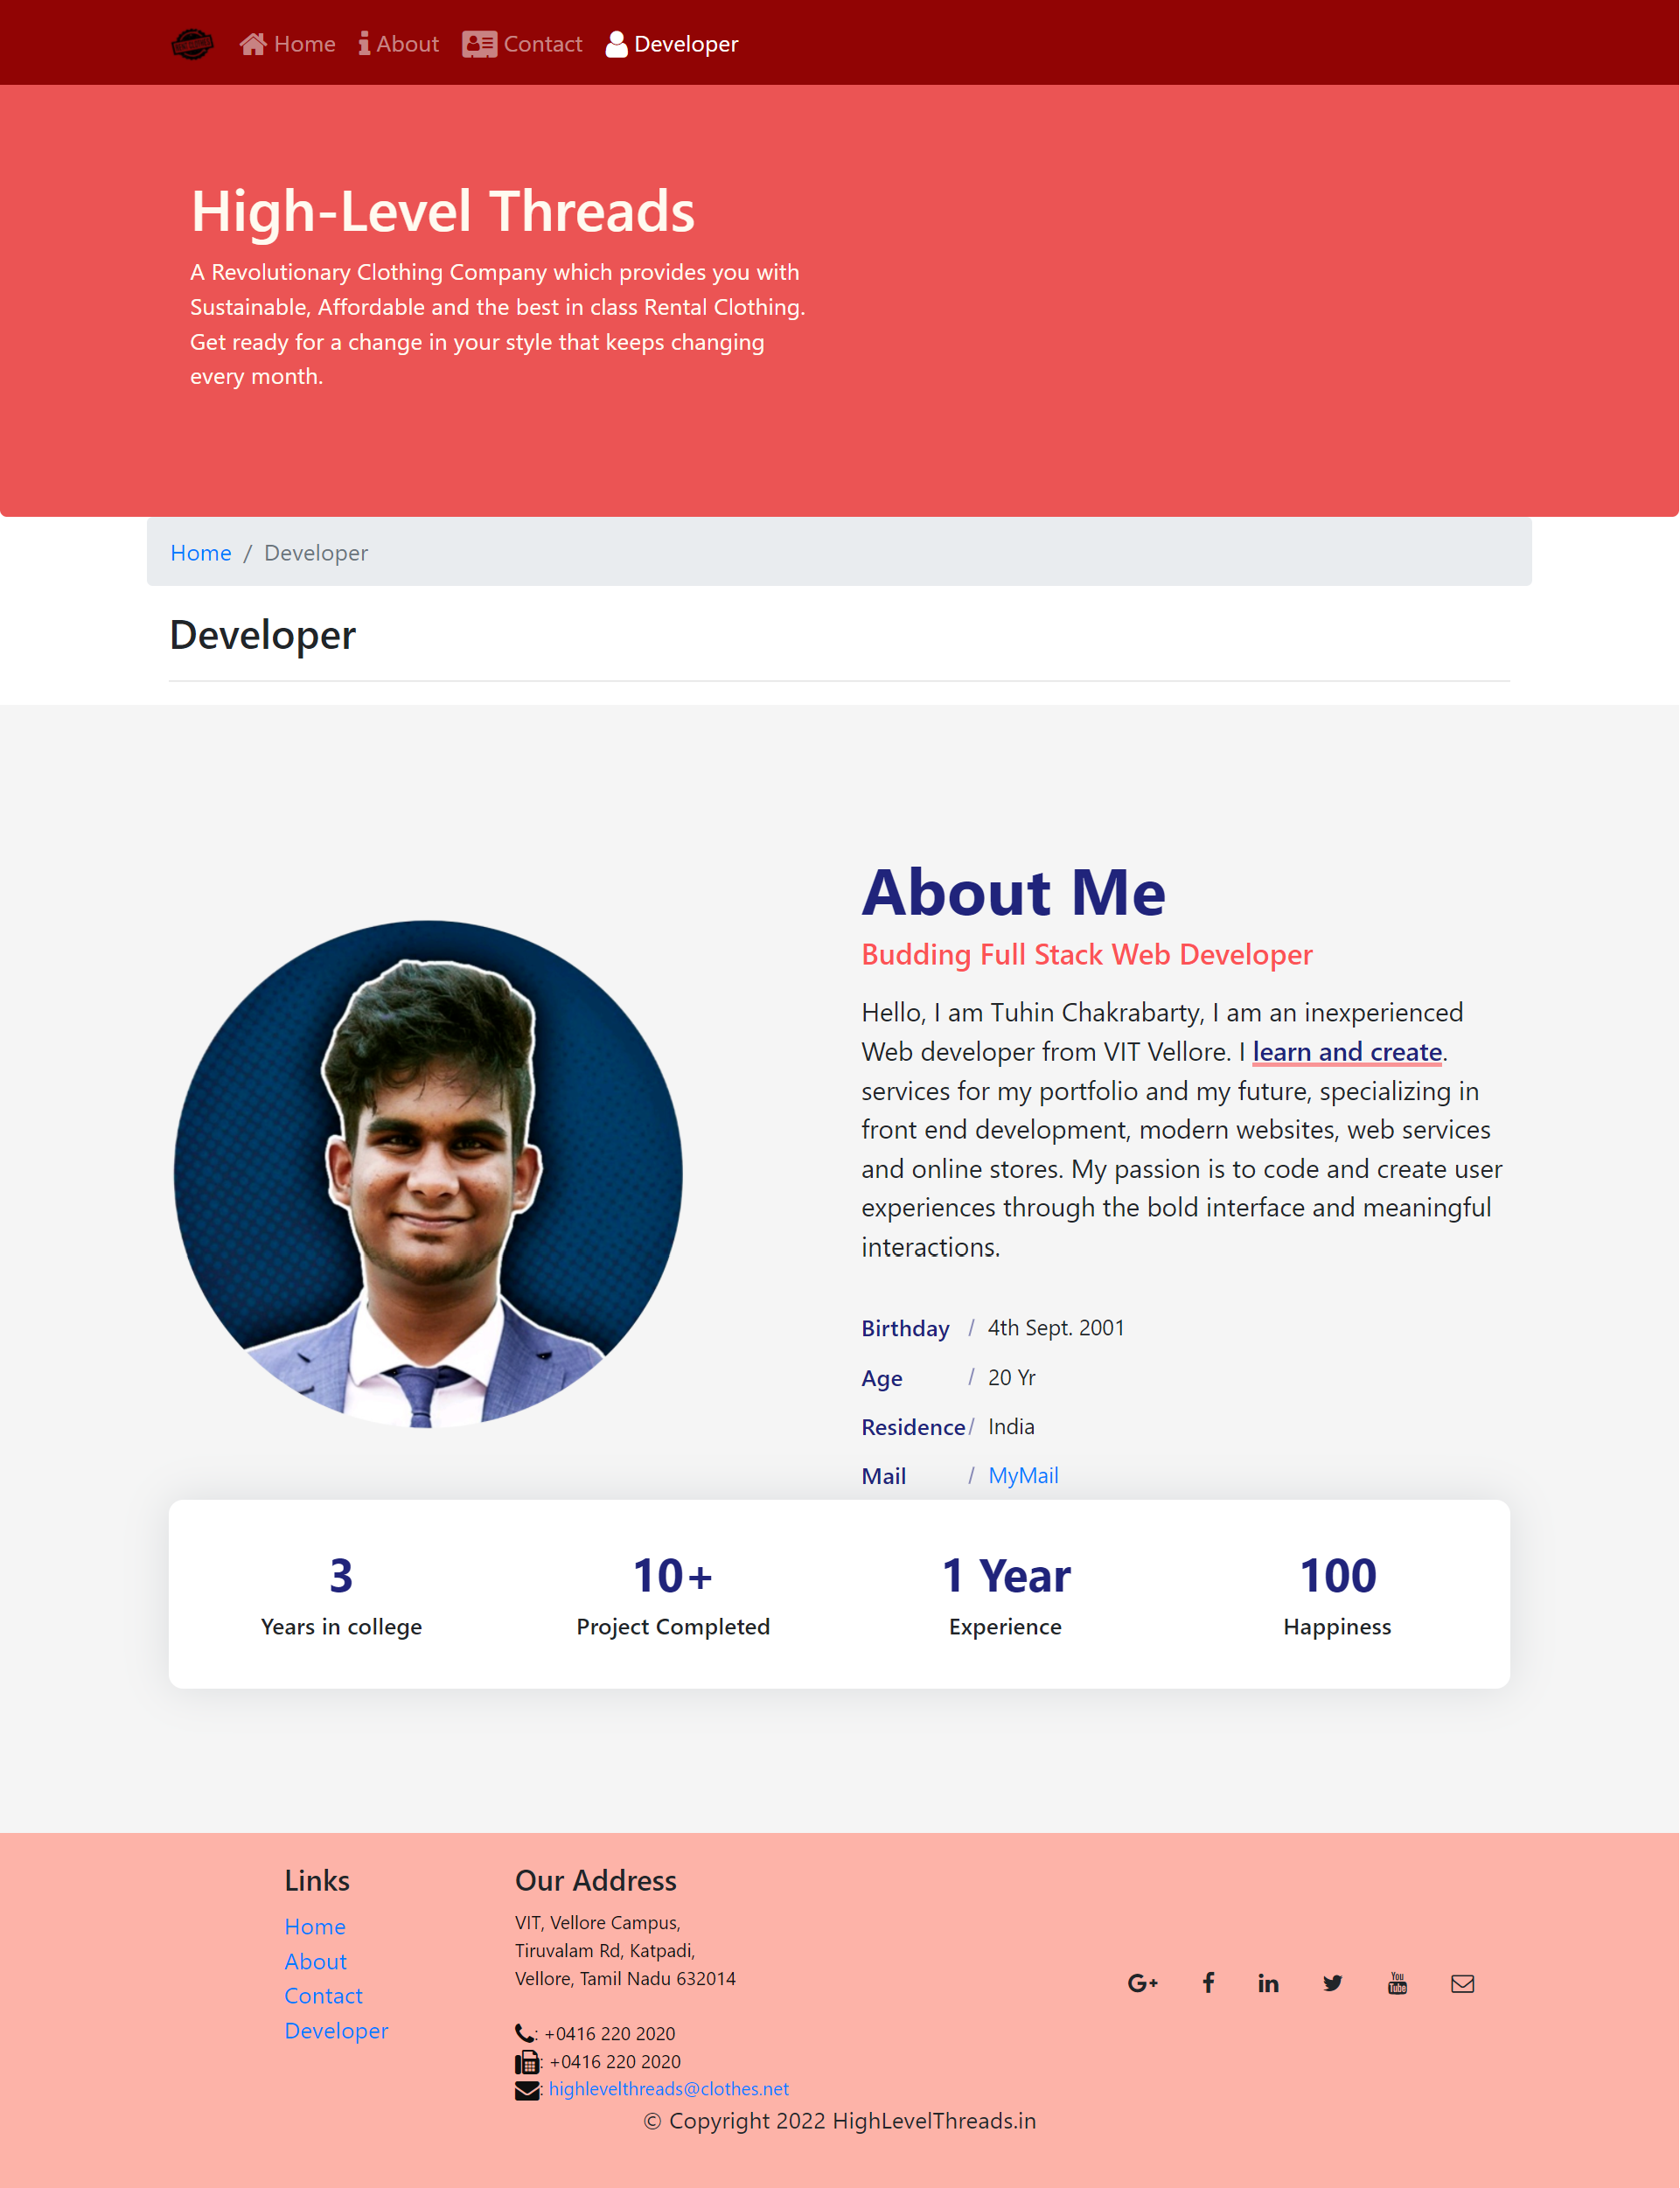 Home About Contact Developer
High-Level Threads
A Revolutionary Clothing Company which provides you with
Sustainable, Affordable and the best in class Rental Clothing.
Get ready for a change in your style that keeps changing
every month.
Home / Developer
Developer
About Me
Budding Full Stack Web Developer
Hello, I am Tuhin Chakrabarty, I am an inexperienced
Web developer from VIT Vellore. I learn and create.
services for my portfolio and my future, specializing in
front end development, modern websites, web services
and online stores. My passion is to code and create user
experiences through the bold interface and meaningful
interactions.
Birthday / 4th Sept. 2001
Age / 20 Yr
Residence / India
Mail / MyMail
3 10+ 1 Year 100
Years in college Project Completed Experience Happiness
Links
Home
About
Contact
Developer
Our Address
VIT, Vellore Campus,
Tiruvalam Rd, Katpadi,
Vellore, Tamil Nadu 632014
: +0416 220 2020
: +0416 220 2020
: highlevelthreads@clothes.net
You Tube
© Copyright 2022 HighLevelThreads.in